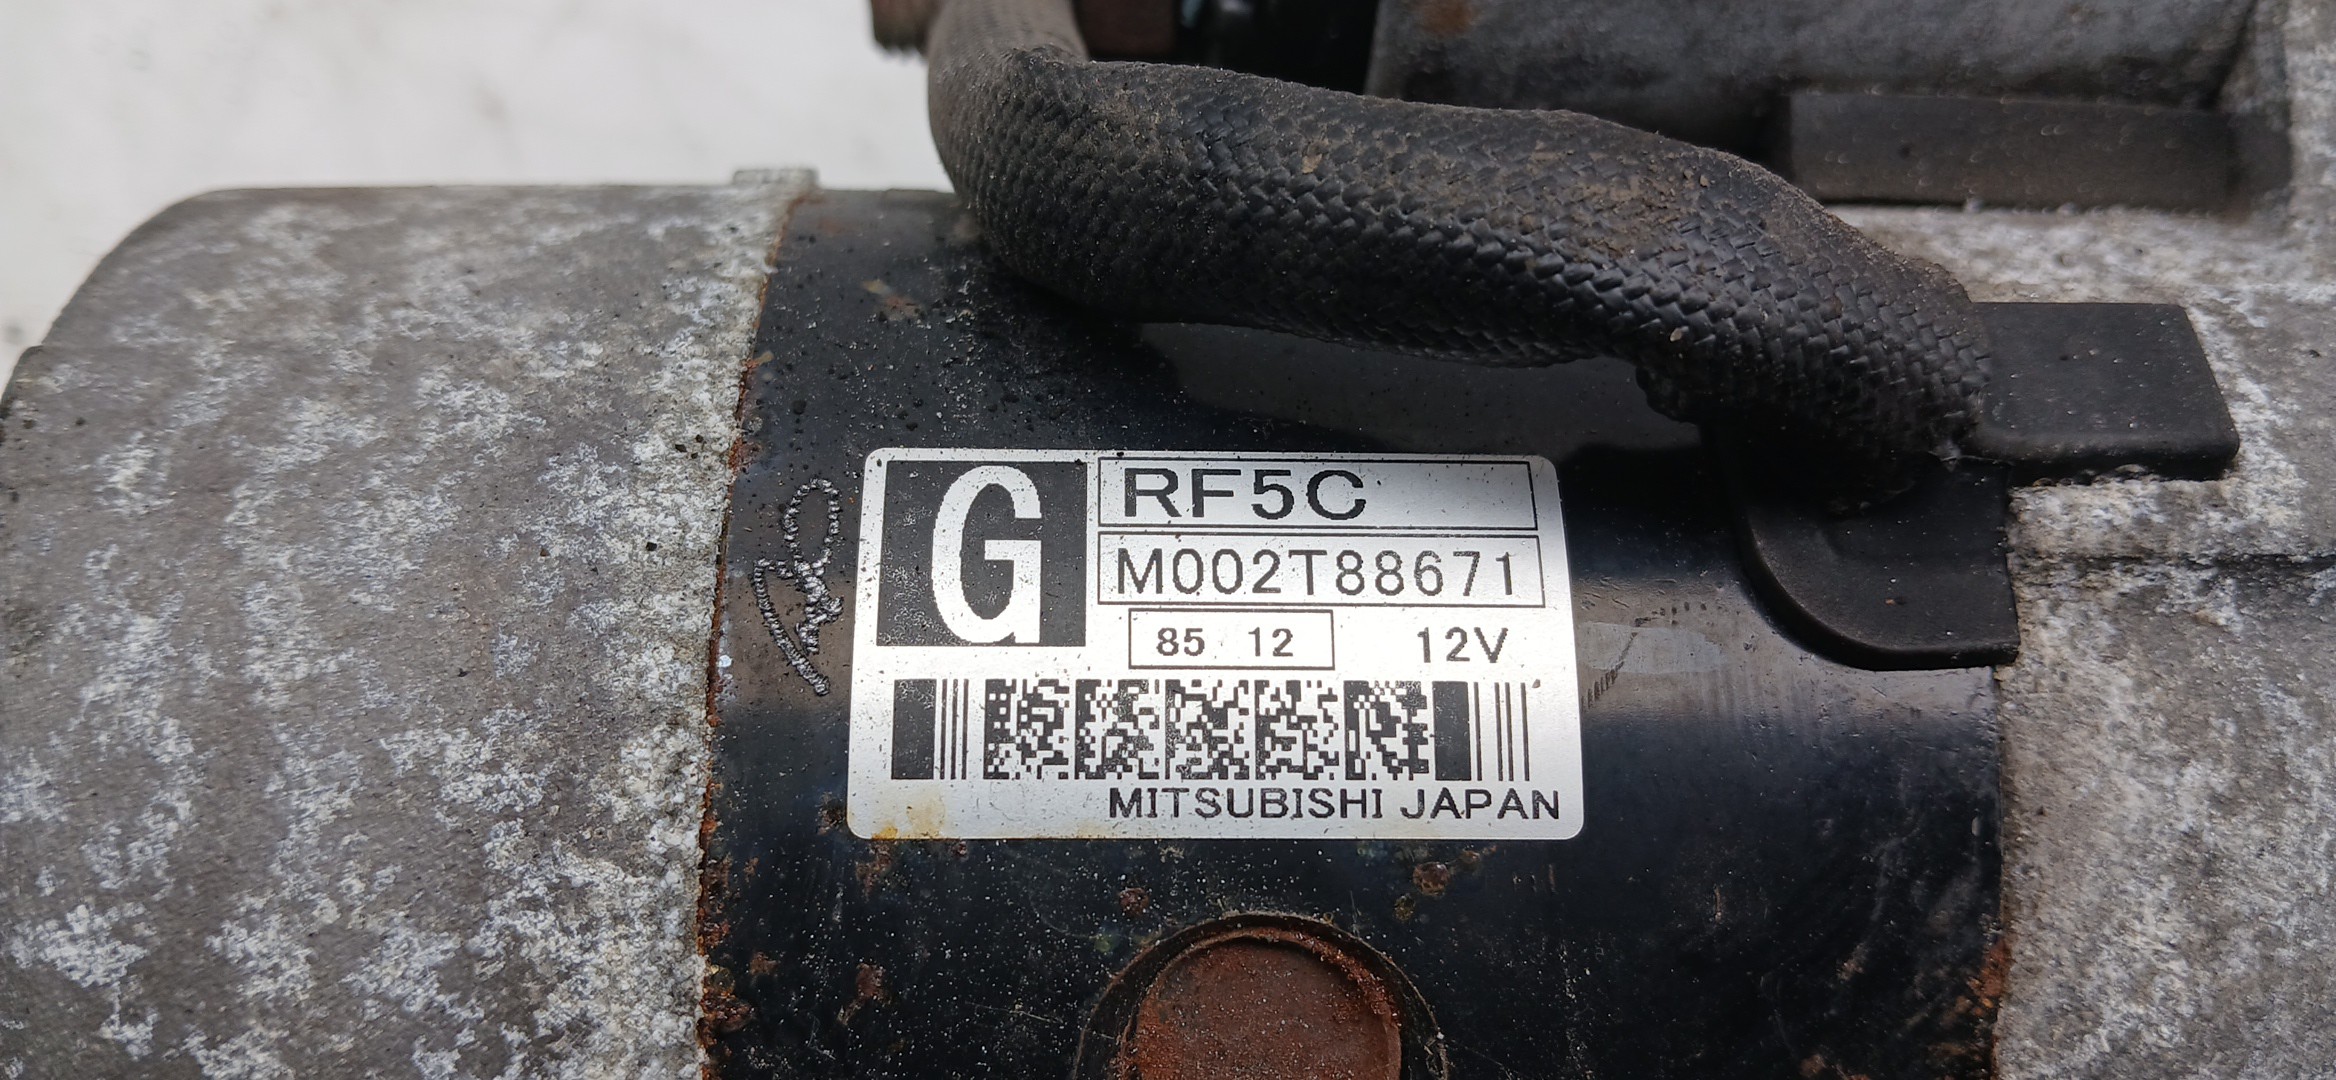 G
RF5C
M002T88671
85 12
12V
MITSUBISHI JAPAN